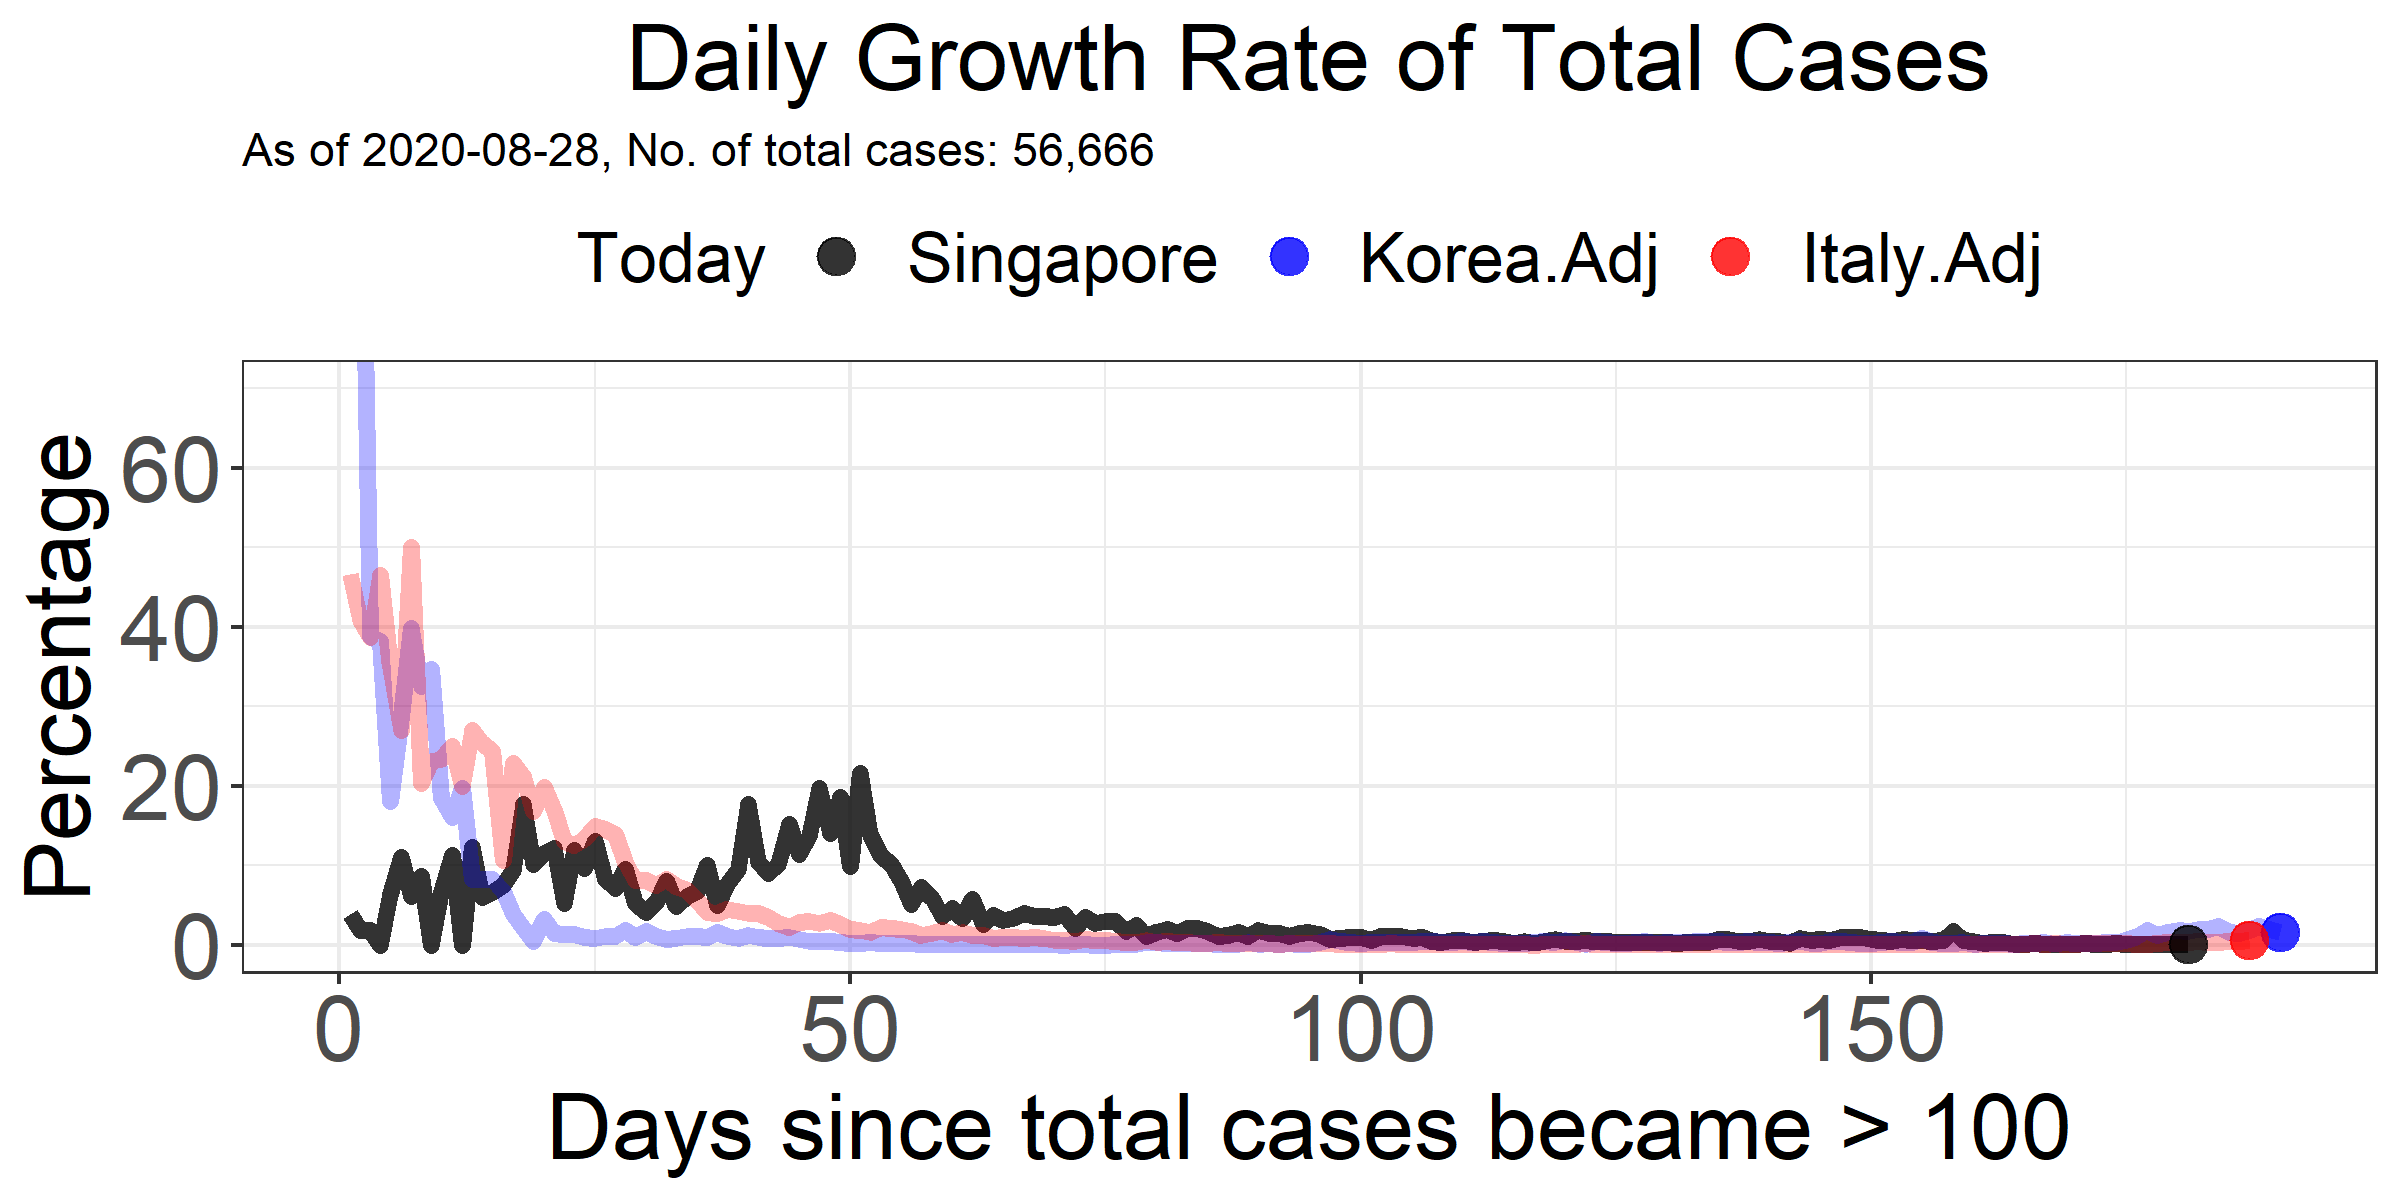 Daily Growth Rate of Total Cases
As of 2020-08-28, No. of total cases: 56,666
Today Singapore Korea.Adj Italy.Adj
Percentage
60
40
20
0
0 50 100 150
Days since total cases became > 100